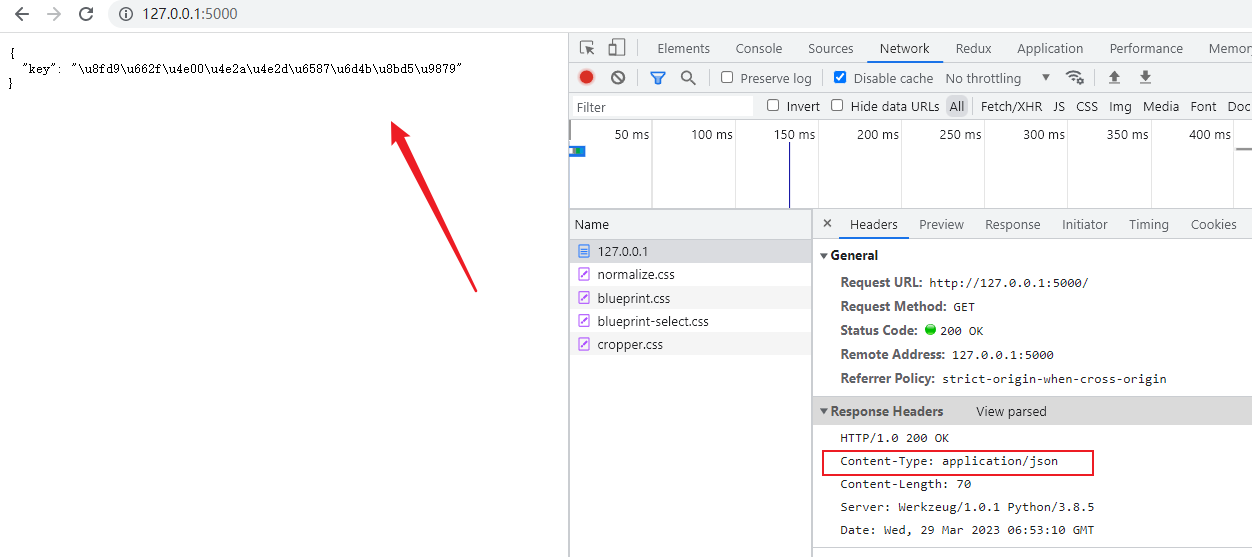 127.0.0.1:5000
{
"key": "\u8fd9\u662f\u4e00\u4e2a\u4e2d\u6587\u6d4b\u8bd5\u9879"
}
Elements Console Sources Network Redux Application Performance Memory
Preserve log Disable cache No throttling
Filter Invert Hide data URLs All Fetch/XHR JS CSS Img Media Font Doc
50 ms 100 ms 150 ms 200 ms 250 ms 300 ms 350 ms 400 ms
Name
127.0.0.1
normalize.css
blueprint.css
blueprint-select.css
cropper.css
× Headers Preview Response Initiator Timing Cookies
General
Request URL: http://127.0.0.1:5000/
Request Method: GET
Status Code: 200 OK
Remote Address: 127.0.0.1:5000
Referrer Policy: strict-origin-when-cross-origin
Response Headers View parsed
HTTP/1.0 200 OK
Content-Type: application/json
Content-Length: 70
Server: Werkzeug/1.0.1 Python/3.8.5
Date: Wed, 29 Mar 2023 06:53:10 GMT